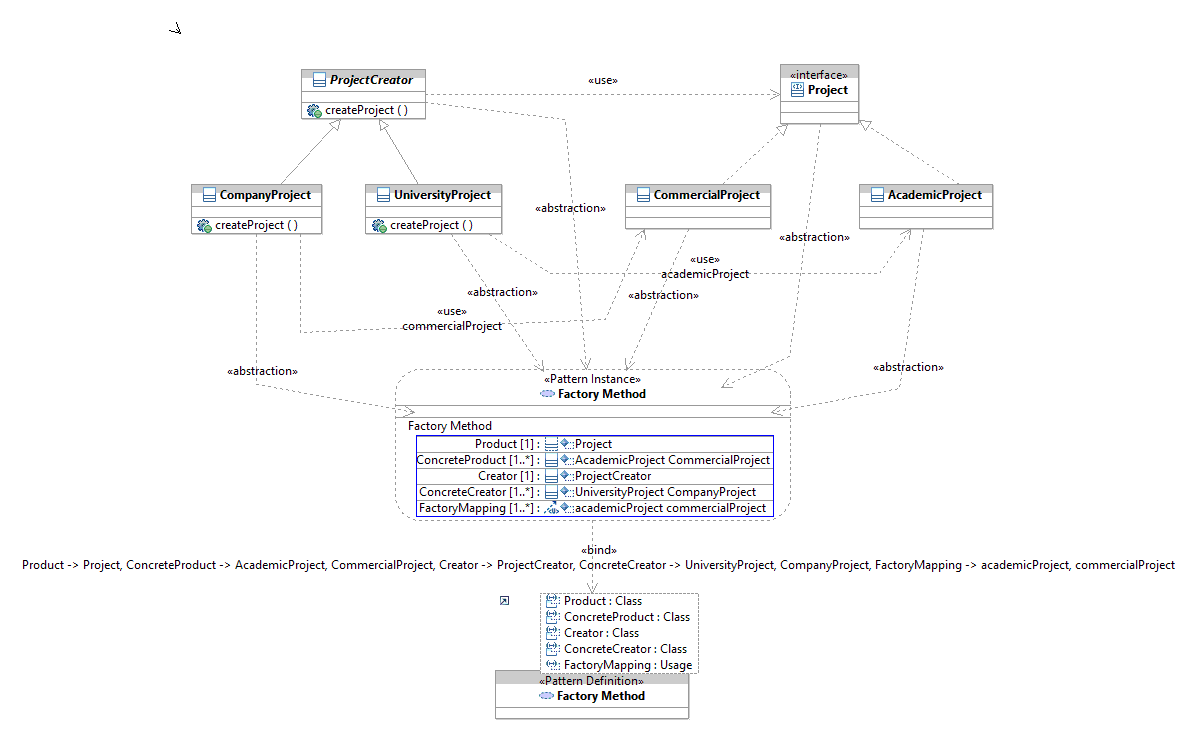 «use»
ProjectCreator
createProject ( )
«interface»
Project
CompanyProject
createProject ( )
UniversityProject
createProject ( )
CommercialProject
AcademicProject
«abstraction»
«abstraction»
«use»
academicProject
«abstraction»
«abstraction»
«use»
commercialProject
«abstraction»
«abstraction»
«Pattern Instance»
Factory Method
Factory Method
Product [1] : Project
ConcreteProduct [1..*] : AcademicProject CommercialProject
Creator [1] : ProjectCreator
ConcreteCreator [1..*] : UniversityProject CompanyProject
FactoryMapping [1..*] : academicProject commercialProject
«bind»
Product -> Project, ConcreteProduct -> AcademicProject, CommercialProject, Creator -> ProjectCreator, ConcreteCreator -> UniversityProject, CompanyProject, FactoryMapping -> academicProject, commercialProject
Product : Class
ConcreteProduct : Class
Creator : Class
ConcreteCreator : Class
FactoryMapping : Usage
«Pattern Definition»
Factory Method